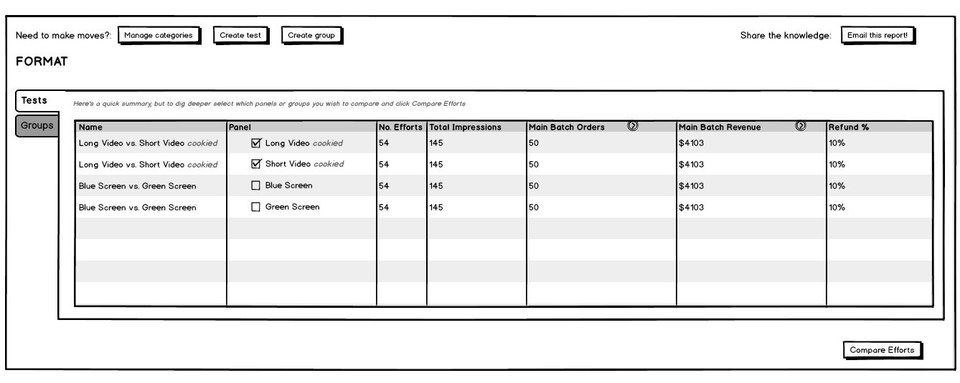 Need to make moves?: Manage categories Create test Create group Share the knowledge: Email this report!
FORMAT
Tests
Groups
Here's a quick summary, but to dig deeper select which panels or groups you wish to compare and click Compare Efforts
Name Panel No. Efforts Total Impressions Main Batch Orders Main Batch Revenue Refund %
Long Video vs. Short Video cookied Long Video cookied 54 145 50 $4103 10%
Long Video vs. Short Video cookied Short Video cookied 54 145 50 $4103 10%
Blue Screen vs. Green Screen Blue Screen 54 145 50 $4103 10%
Blue Screen vs. Green Screen Green Screen 54 145 50 $4103 10%
Compare Efforts